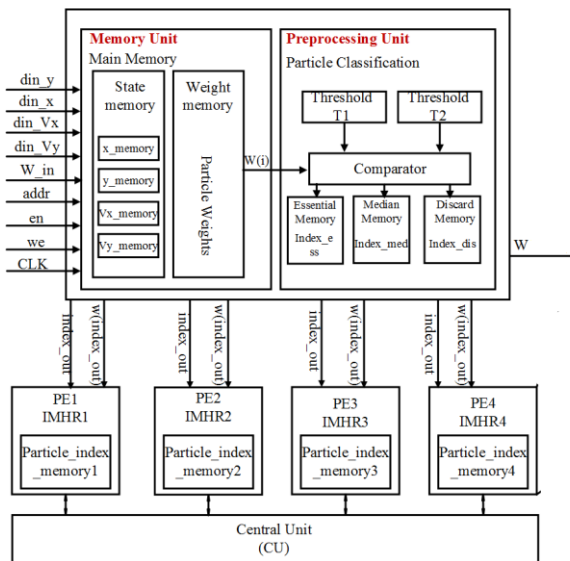 Memory Unit
Main Memory
State
memory
x_memory
y_memory
Vx_memory
Vy_memory
Weight
memory
Particle Weights
W(i)
Preprocessing Unit
Particle Classification
Threshold
T1
Threshold
T2
Comparator
Essential
Memory
Index_e
ss
Median
Memory
Index_med
Discard
Memory
Index_dis
din_y
din_x
din_Vx
din_Vy
W_in
addr
en
we
CLK
W
index_out
w(index_out)
index_out
w(index_out)
index_out
w(index_out)
index_out
w(index_out)
PE1
IMHR1
Particle_index
_memory1
PE2
IMHR2
Particle_index
_memory2
PE3
IMHR3
Particle_index
_memory3
PE4
IMHR4
Particle_index
_memory4
Central Unit
(CU)